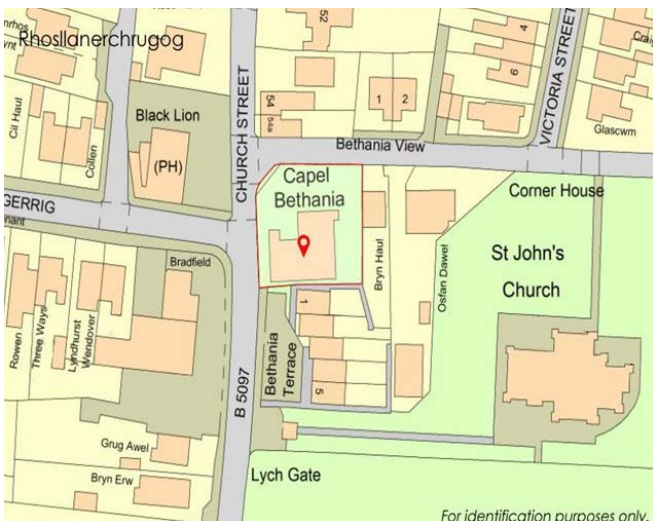 Rhosllanerchrugog
52
4
Craig
VICTORIA STREET
Cil Haul
Collen
Black Lion
(PH)
CHURCH STREET
54
54a
1
2
6
Glascwm
Bethania View
GERRIG
Capel
Bethania
Bryn Haul
Osfan Dawel
Corner House
St John's
Church
Bradfield
Rowen
Three Ways
Lyndhurst
Wendover
B 5097
Bethania
Terrace
1
5
Grug Awel
Bryn Erw
Lych Gate
For identification purposes only.